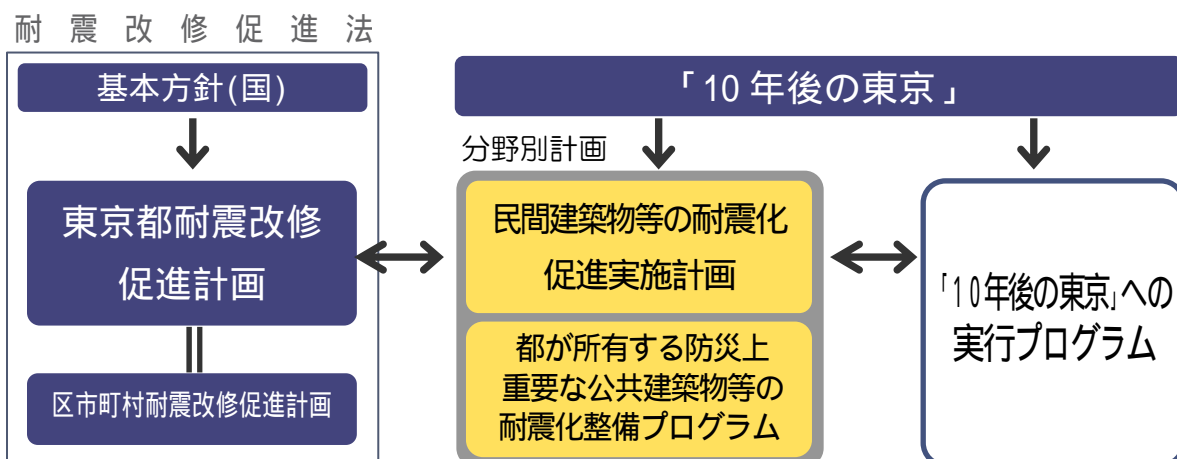 耐震改修促進法
基本方針(国)
東京都耐震改修
促進計画
区市町村耐震改修促進計画
「10年後の東京」
分野別計画
民間建築物等の耐震化
促進実施計画
都が所有する防災上
重要な公共建築物等の
耐震化整備プログラム
「10年後の東京」への
実行プログラム